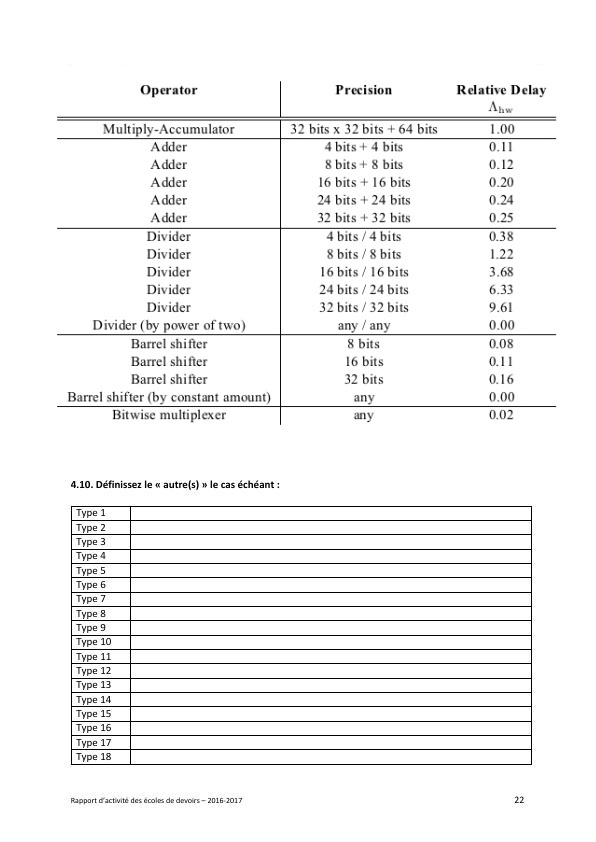 Operator Precision Relative Delay
Λhw
Multiply-Accumulator 32 bits x 32 bits + 64 bits 1.00
Adder 4 bits + 4 bits 0.11
Adder 8 bits + 8 bits 0.12
Adder 16 bits + 16 bits 0.20
Adder 24 bits + 24 bits 0.24
Adder 32 bits + 32 bits 0.25
Divider 4 bits / 4 bits 0.38
Divider 8 bits / 8 bits 1.22
Divider 16 bits / 16 bits 3.68
Divider 24 bits / 24 bits 6.33
Divider 32 bits / 32 bits 9.61
Divider (by power of two) any / any 0.00
Barrel shifter 8 bits 0.08
Barrel shifter 16 bits 0.11
Barrel shifter 32 bits 0.16
Barrel shifter (by constant amount) any 0.00
Bitwise multiplexer any 0.02
4.10. Définissez le « autre(s) » le cas échéant :
Type 1
Type 2
Type 3
Type 4
Type 5
Type 6
Type 7
Type 8
Type 9
Type 10
Type 11
Type 12
Type 13
Type 14
Type 15
Type 16
Type 17
Type 18
Rapport d'activité des écoles de devoirs – 2016-2017 22